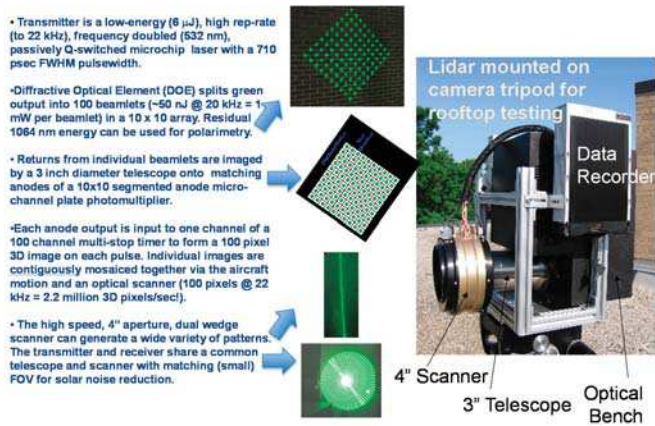 • Transmitter is a low-energy (6 µJ), high rep-rate
(to 22 kHz), frequency doubled (532 nm),
passively Q-switched microchip laser with a 710
psec FWHM pulsewidth.
•Diffractive Optical Element (DOE) splits green
output into 100 beamlets (~50 nJ @ 20 kHz = 1
mW per beamlet) in a 10 x 10 array. Residual
1064 nm energy can be used for polarimetry.
• Returns from individual beamlets are imaged
by a 3 inch diameter telescope onto matching
anodes of a 10x10 segmented anode micro-
channel plate photomultiplier.
•Each anode output is input to one channel of a
100 channel multi-stop timer to form a 100 pixel
3D image on each pulse. Individual images are
contiguously mosaiced together via the aircraft
motion and an optical scanner (100 pixels @ 22
kHz = 2.2 million 3D pixels/sec!).
• The high speed, 4" aperture, dual wedge
scanner can generate a wide variety of patterns.
The transmitter and receiver share a common
telescope and scanner with matching (small)
FOV for solar noise reduction.
Lidar mounted on
camera tripod for
rooftop testing
Data
Recorder
4" Scanner
3" Telescope
Optical
Bench